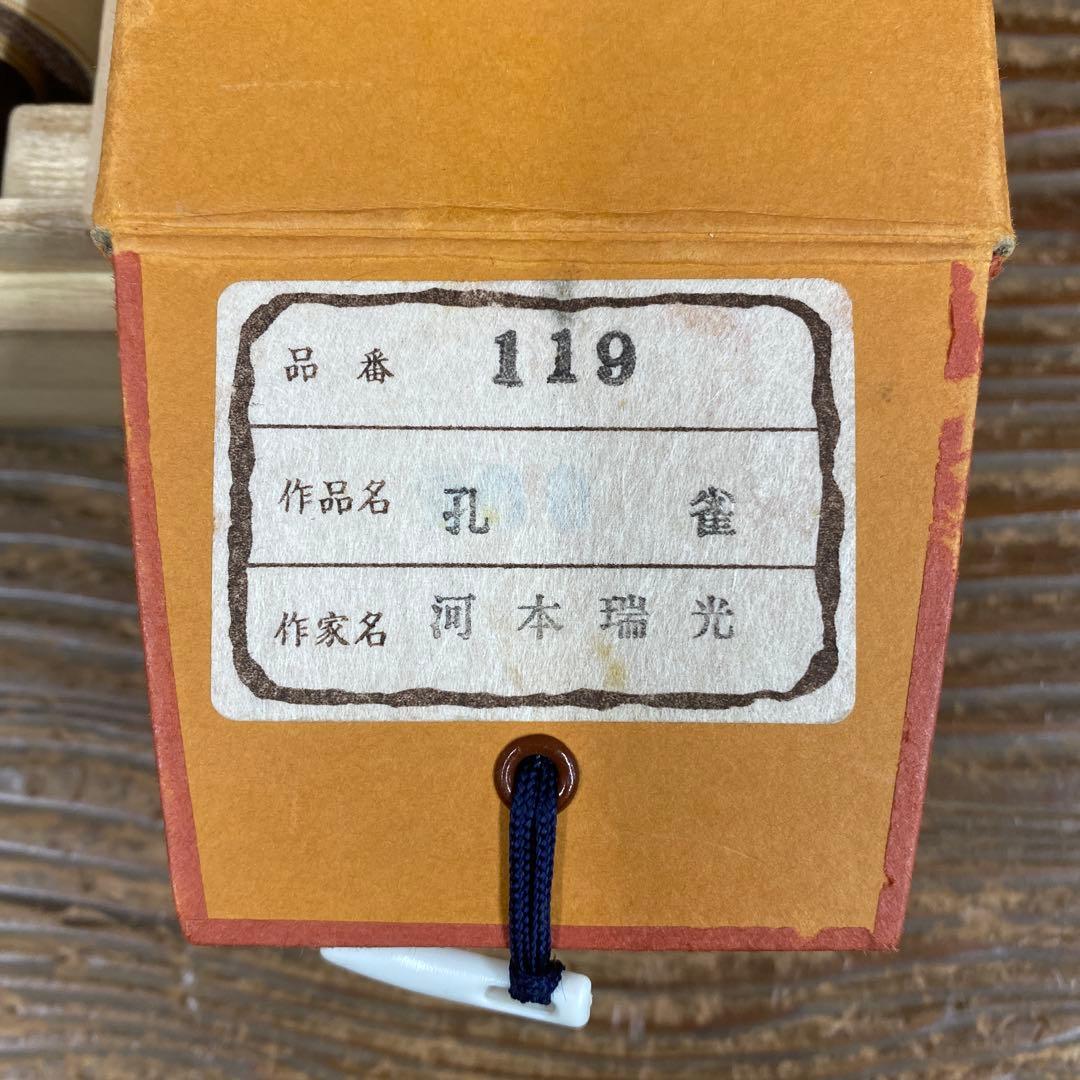 品番 119
作品名 孔雀
作家名 河本瑞光